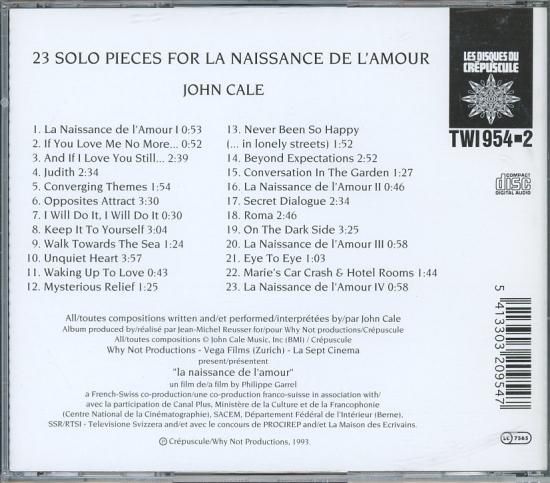 23 SOLO PIECES FOR LA NAISSANCE DE L'AMOUR
JOHN CALE
LES DISQUES DU
CRÉPUSCULE
TWI 954-2
COMPACT
disc
DIGITAL AUDIO
1. La Naissance de l'Amour I 0:53
2. If You Love Me No More... 0:52
3. And If I Love You Still... 2:39
4. Judith 2:34
5. Converging Themes 1:54
6. Opposites Attract 3:30
7. I Will Do It, I Will Do It 0:30
8. Keep It To Yourself 3:04
9. Walk Towards The Sea 1:24
10. Unquiet Heart 3:57
11. Waking Up To Love 0:43
12. Mysterious Relief 1:25
13. Never Been So Happy
(... in lonely streets) 1:52
14. Beyond Expectations 2:52
15. Conversation In The Garden 1:27
16. La Naissance de l'Amour II 0:46
17. Secret Dialogue 2:34
18. Roma 2:46
19. On The Dark Side 3:25
20. La Naissance de l'Amour III 0:58
21. Eye To Eye 1:03
22. Marie's Car Crash & Hotel Rooms 1:44
23. La Naissance de l'Amour IV 0:58
All/toutes compositions written and/et performed/interprétées by/par John Cale
Album produced by/réalisé par Jean-Michel Reusser for/pour Why Not Productions/Crépuscule
All/toutes compositions © John Cale Music, Inc (BMI) / Crépuscule
Why Not Productions - Vega Films (Zurich) - La Sept Cinema
present/présentent
"la naissance de l'amour"
un film de/a film by Philippe Garrel
a French-Swiss co-production/une co-production franco-suisse in association with/
avec la participation de Canal Plus, Ministère de la Culture et de la Francophonie
(Centre National de la Cinématographie), SACEM, Département Fédéral de l'Intérieur (Berne).
SSR/RTSI - Televisione Svizzera and/et avec le concours de PROCIREP and/et La Maison des Ecrivains.
℗ Crépuscule/Why Not Productions, 1993.
5 413303 209547
LC 7565